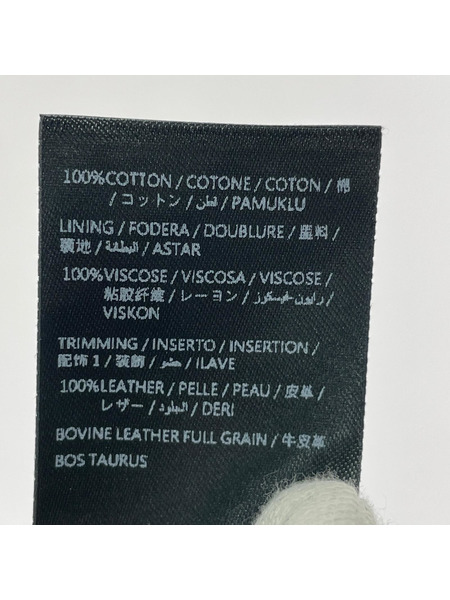 100%COTTON / COTONE / COTON / 棉
/ コットン / قطن / PAMUKLU
LINING / FODERA / DOUBLURE / 里料 /
裏地 / البطانة / ASTAR
100%VISCOSE / VISCOSA / VISCOSE /
粘胶纤维 / レーヨン / رايون فيسكوز /
VISKON
TRIMMING / INSERTO / INSERTION /
配饰 1 / 装飾 / حشو / ILAVE
100%LEATHER / PELLE / PEAU / 皮革 /
レザー / الجلود / DERI
BOVINE LEATHER FULL GRAIN / 牛皮革
BOS TAURUS